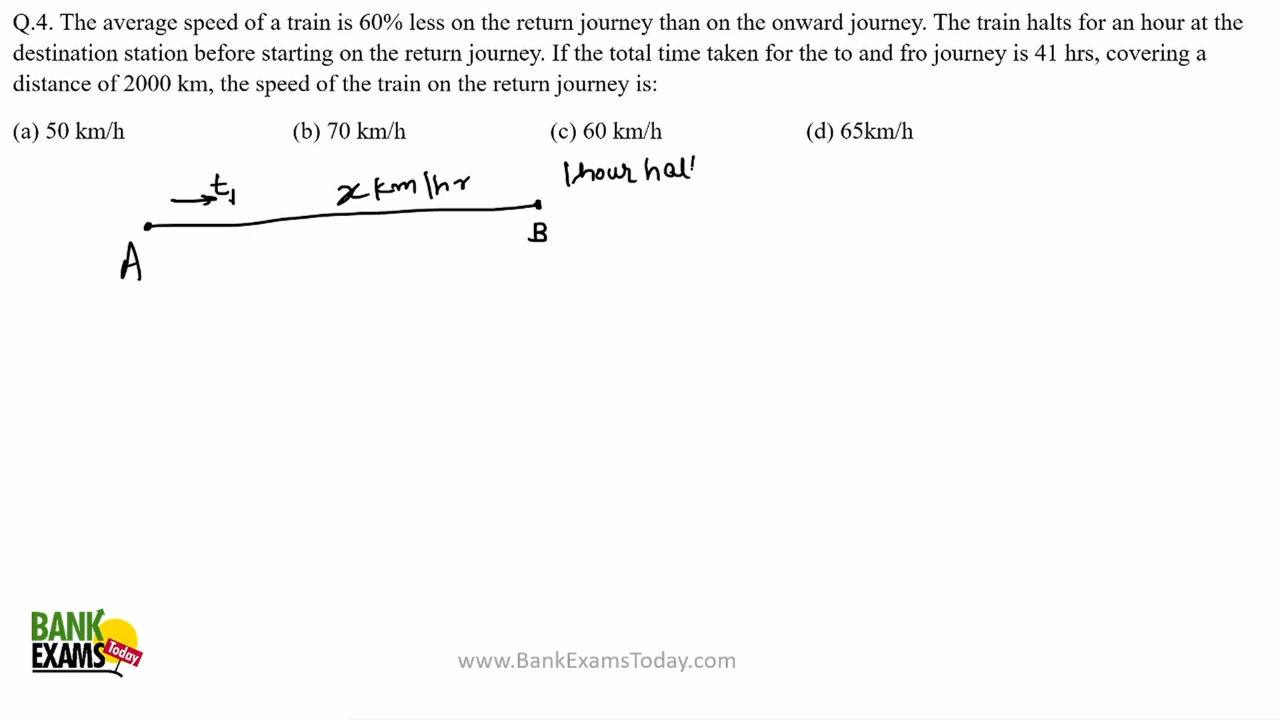 Q.4. The average speed of a train is 60% less on the return journey than on the onward journey. The train halts for an hour at the
destination station before starting on the return journey. If the total time taken for the to and fro journey is 41 hrs, covering a
distance of 2000 km, the speed of the train on the return journey is:
(a) 50 km/h (b) 70 km/h (c) 60 km/h (d) 65km/h
t1 x km/hr 1 hour hal
A B
BANK
EXAMS Today
www.BankExamsToday.com